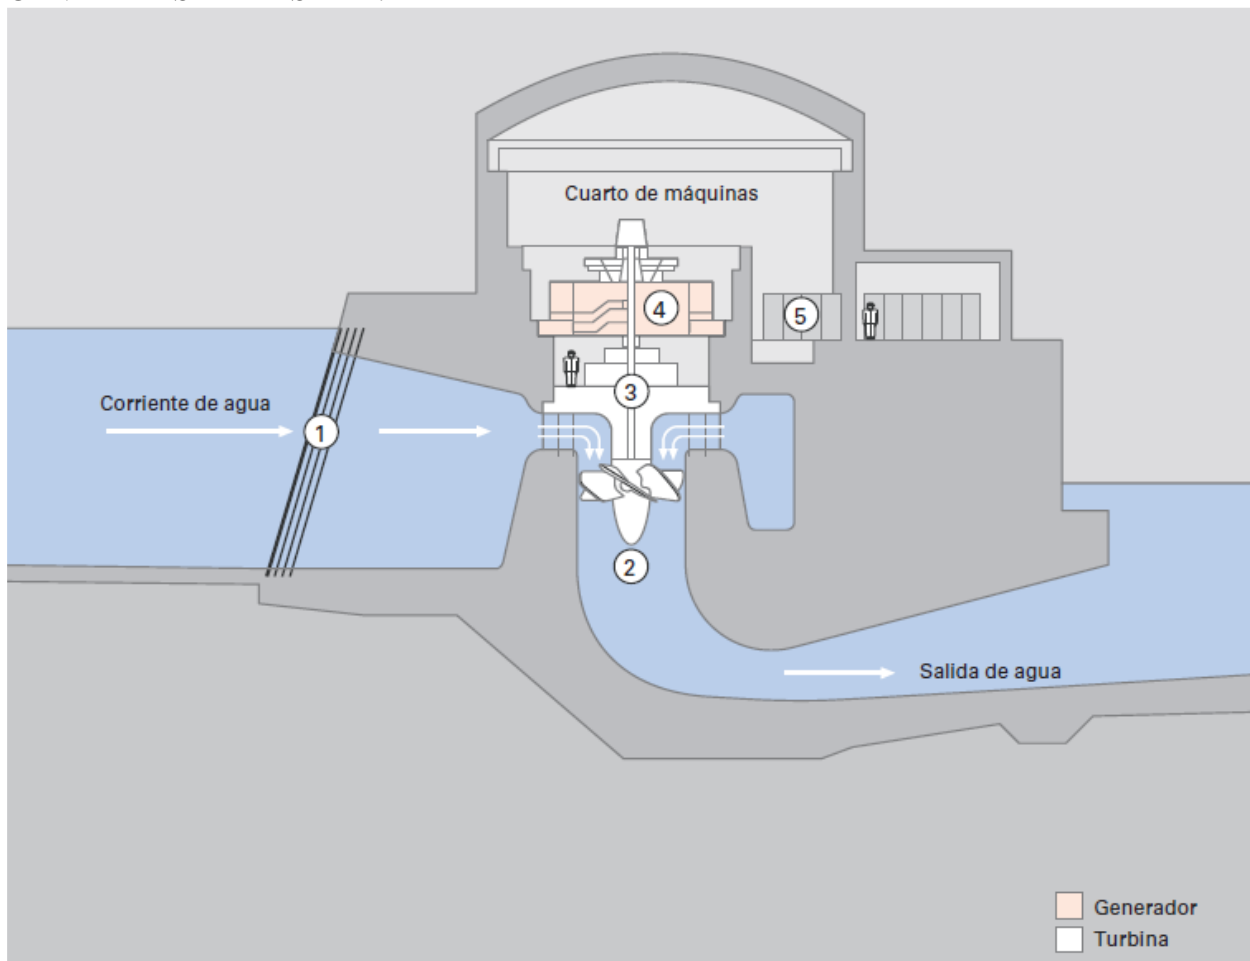 Cuarto de máquinas
4
5
3
Corriente de agua
1
2
Salida de agua
Generador
Turbina